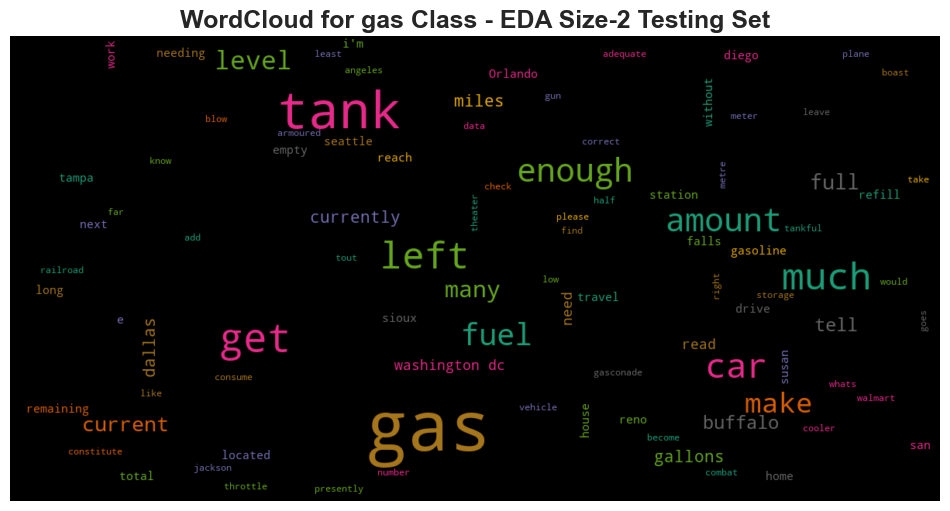 WordCloud for gas Class - EDA Size-2 Testing Set
work
needing
level
i'm
least
angeles
Orlando
adequate
diego
plane
boast
tank
miles
gun
without
meter
leave
blow
armoured
data
seattle
empty
reach
correct
know
enough
full
take
tampa
check
metre
station
refill
half
far
next
currently
theater
please
find
amount
tankful
add
falls
gasoline
left
tout
railroad
long
many
low
much
would
right
storage
travel
need
drive
e
sioux
fuel
tell
goes
dallas
get
read
washington dc
car
susan
gasconade
consume
like
whats
walmart
remaining
current
gas
vehicle
house
reno
make
buffalo
cooler
become
constitute
located
gallons
san
jackson
number
combat
total
throttle
presently
home